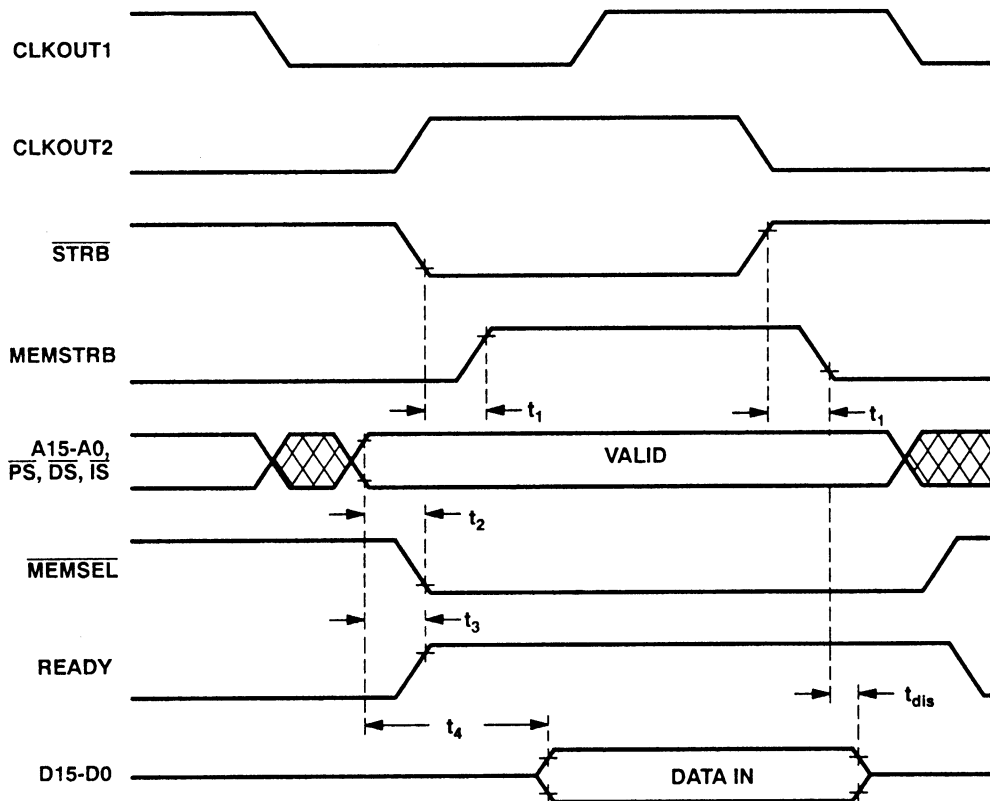 CLKOUT1
CLKOUT2
STRB
MEMSTRB
t1
t1
A15-A0,
PS, DS, IS
VALID
t2
MEMSEL
t3
READY
tdis
t4
D15-D0
DATA IN